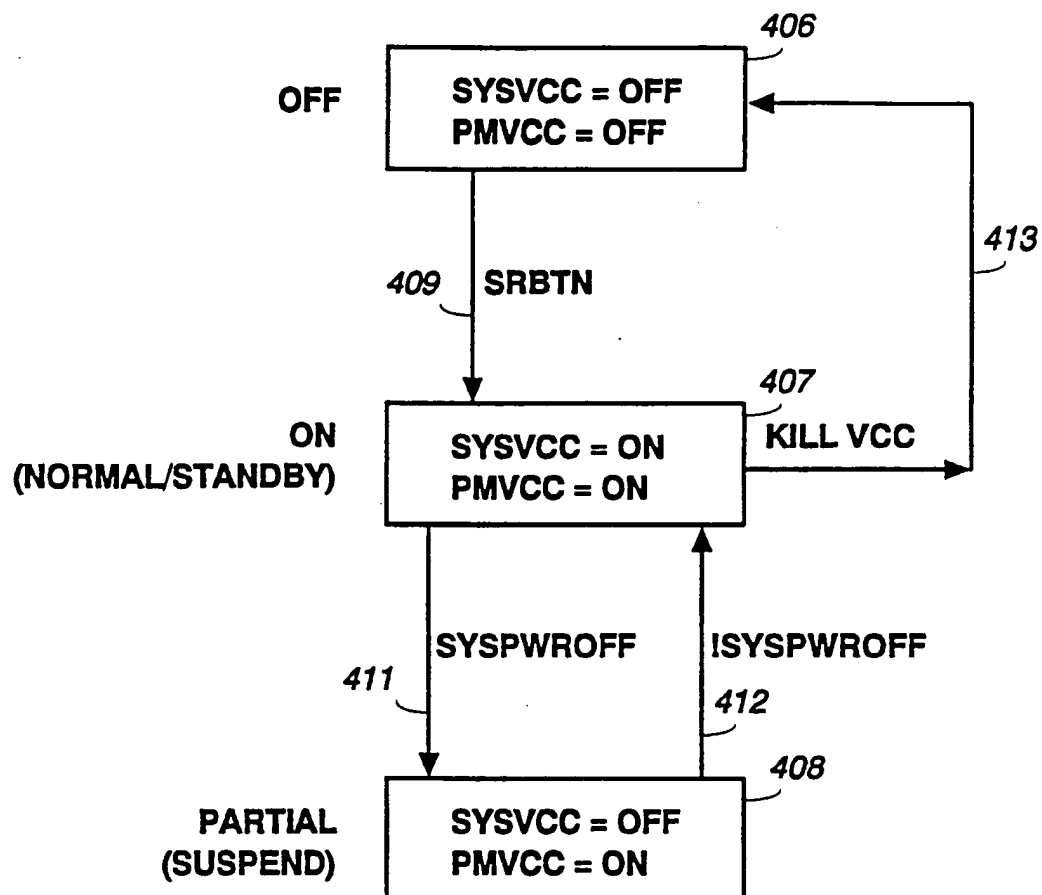 406
OFF
SYSVCC = OFF
PMVCC = OFF
413
409
SRBTN
407
ON
(NORMAL/STANDBY)
SYSVCC = ON
PMVCC = ON
KILL VCC
SYSPWROFF
!SYSPWROFF
411
412
408
PARTIAL
(SUSPEND)
SYSVCC = OFF
PMVCC = ON